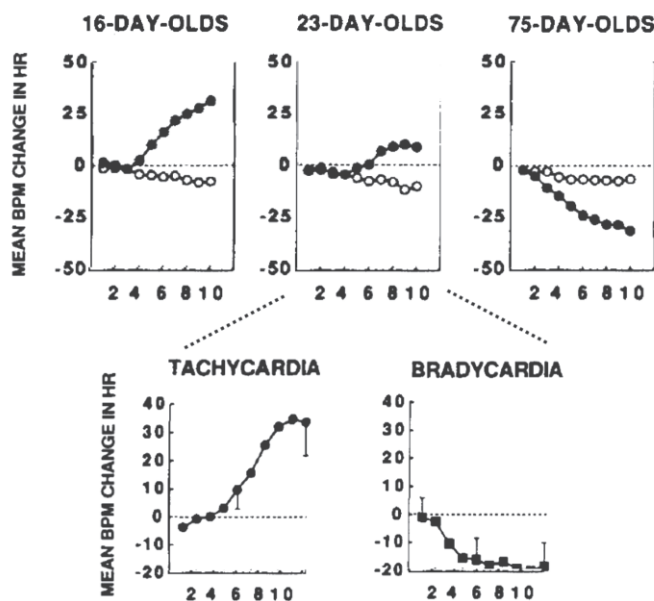 16-DAY-OLDS 23-DAY-OLDS 75-DAY-OLDS
MEAN BPM CHANGE IN HR
50 50 50
25 25 25
0 0 0
-25 -25 -25
-50 -50 -50
2 4 6 8 10 2 4 6 8 10 2 4 6 8 10
TACHYCARDIA BRADYCARDIA
MEAN BPM CHANGE IN HR
40 40
30 30
20 20
10 10
0 0
-10 -10
-20 -20
2 4 6 8 10 2 4 6 8 10